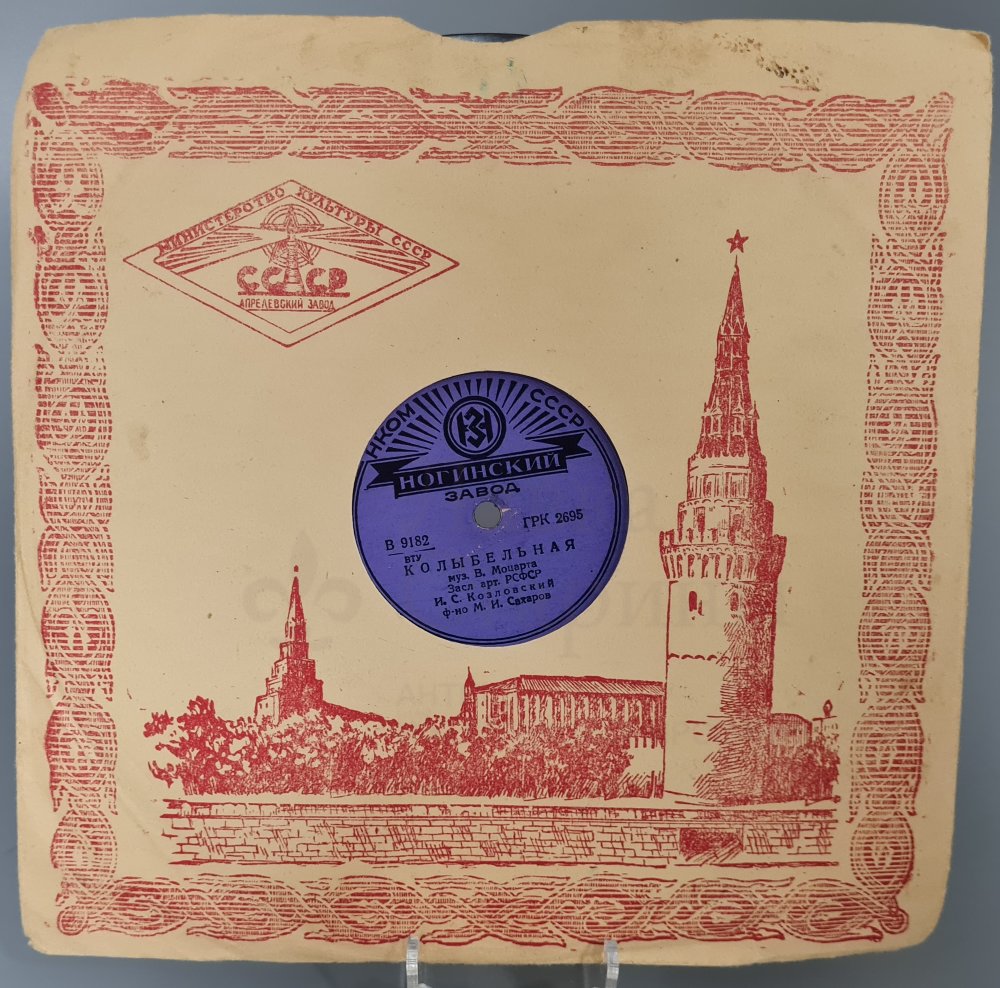 МИНИСТЕРСТВО КУЛЬТУРЫ СССР
СССР
АПРЕЛЕВСКИЙ ЗАВОД
НКОМ СССР
НЗ
НОГИНСКИЙ
ЗАВОД
В 9182
ВТУ
ГРК 2695
КОЛЫБЕЛЬНАЯ
муз. В. Моцарта
Засл арт. РСФСР
И. С. Козловский
ф-но М. И. Сахаров